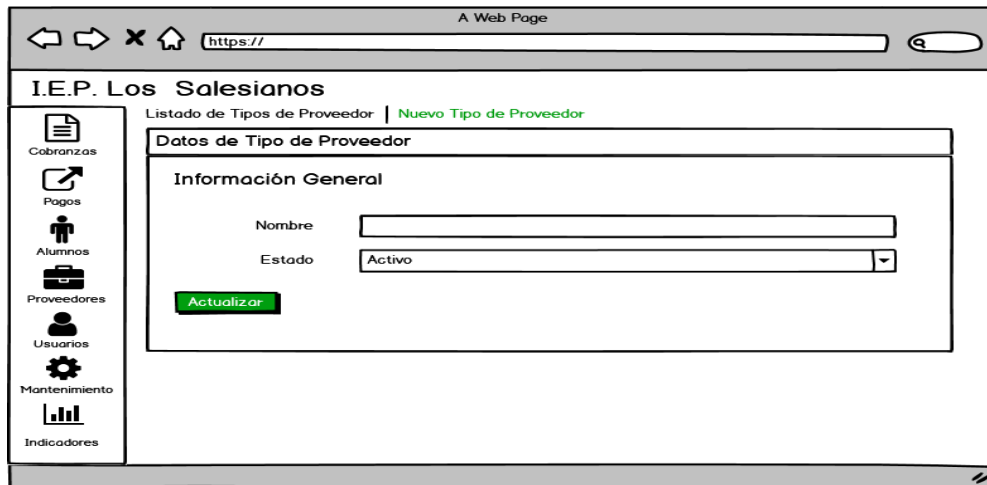 A Web Page
https://
I.E.P. Los Salesianos
Listado de Tipos de Proveedor | Nuevo Tipo de Proveedor
Datos de Tipo de Proveedor
Información General
Nombre
Estado
Activo
Actualizar
Cobranzas
Pagos
Alumnos
Proveedores
Usuarios
Mantenimiento
Indicadores